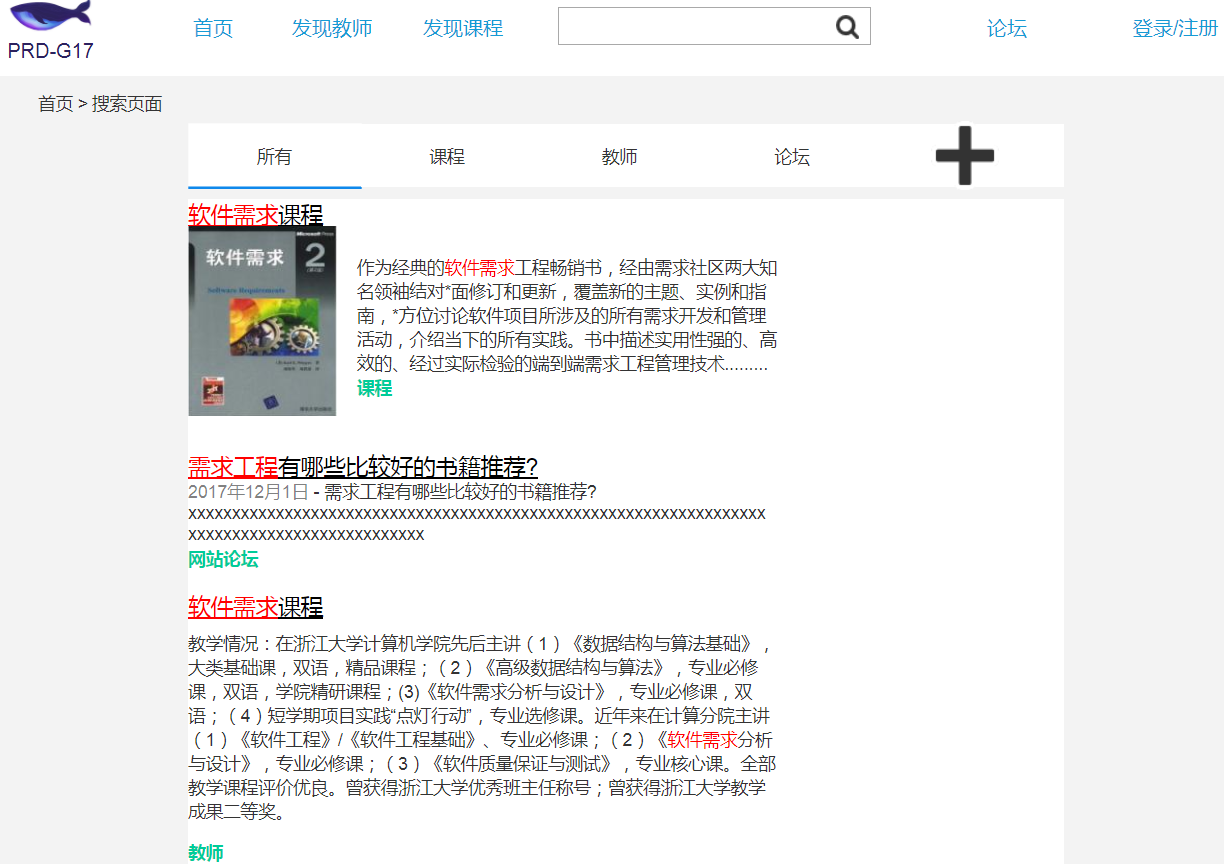 首页 发现教师 发现课程 论坛 登录/注册
PRD-G17
首页 > 搜索页面
所有 课程 教师 论坛
软件需求课程
Microsoft Press
软件需求 2
Software Requirements
作为经典的软件需求工程畅销书，经由需求社区两大知
名领袖结对*面修订和更新，覆盖新的主题、实例和指
南，*方位讨论软件项目所涉及的所有需求开发和管理
活动，介绍当下的所有实践。书中描述实用性强的、高
效的、经过实际检验的端到端需求工程管理技术.........
课程
需求工程有哪些比较好的书籍推荐?
2017年12月1日 - 需求工程有哪些比较好的书籍推荐?
xxxxxxxxxxxxxxxxxxxxxxxxxxxxxxxxxxxxxxxxxxxxxxxxxxxxxxxxxxxxxxxxxx
xxxxxxxxxxxxxxxxxxxxxxxxxxx
网站论坛
软件需求课程
教学情况：在浙江大学计算机学院先后主讲（1）《数据结构与算法基础》，
大类基础课，双语，精品课程；（2）《高级数据结构与算法》，专业必修
课，双语，学院精研课程；(3)《软件需求分析与设计》，专业必修课，双
语；（4）短学期项目实践“点灯行动”，专业选修课。近年来在计算分院主讲
（1）《软件工程》/《软件工程基础》、专业必修课；（2）《软件需求分析
与设计》，专业必修课；（3）《软件质量保证与测试》，专业核心课。全部
教学课程评价优良。曾获得浙江大学优秀班主任称号；曾获得浙江大学教学
成果二等奖。
教师